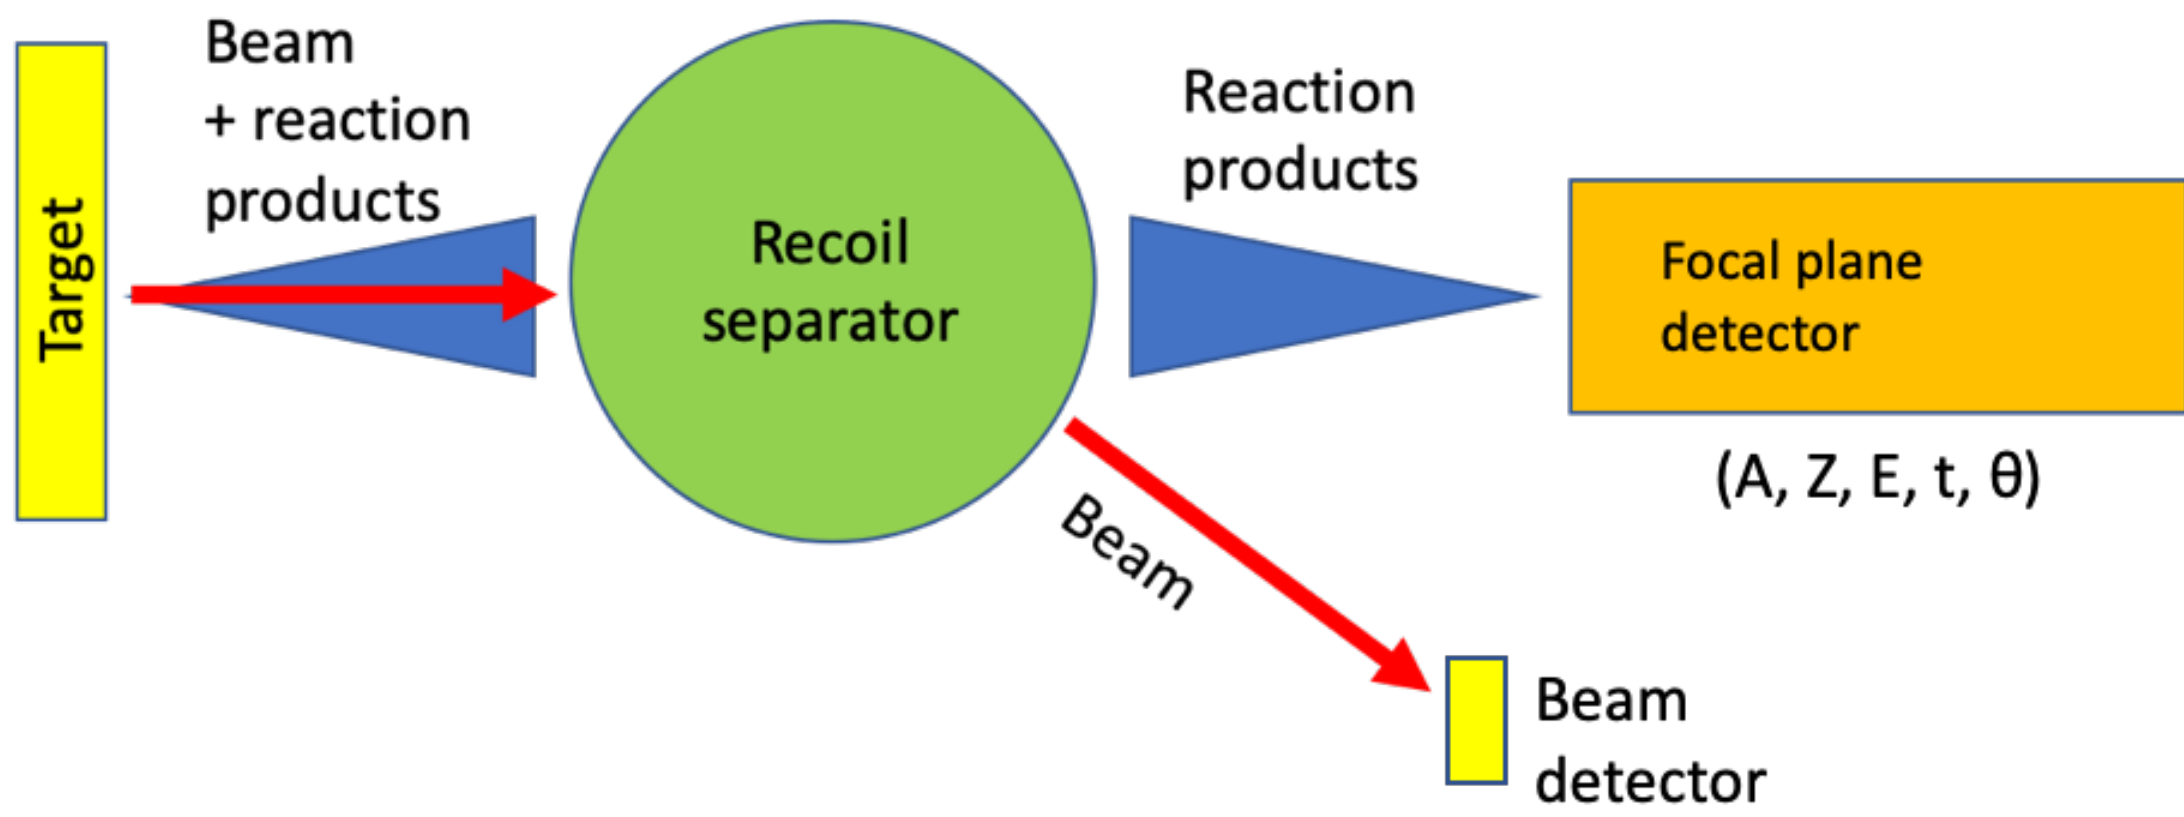 Target
Beam
+ reaction
products
Recoil
separator
Reaction
products
Focal plane
detector
(A, Z, E, t, θ)
Beam
Beam
detector